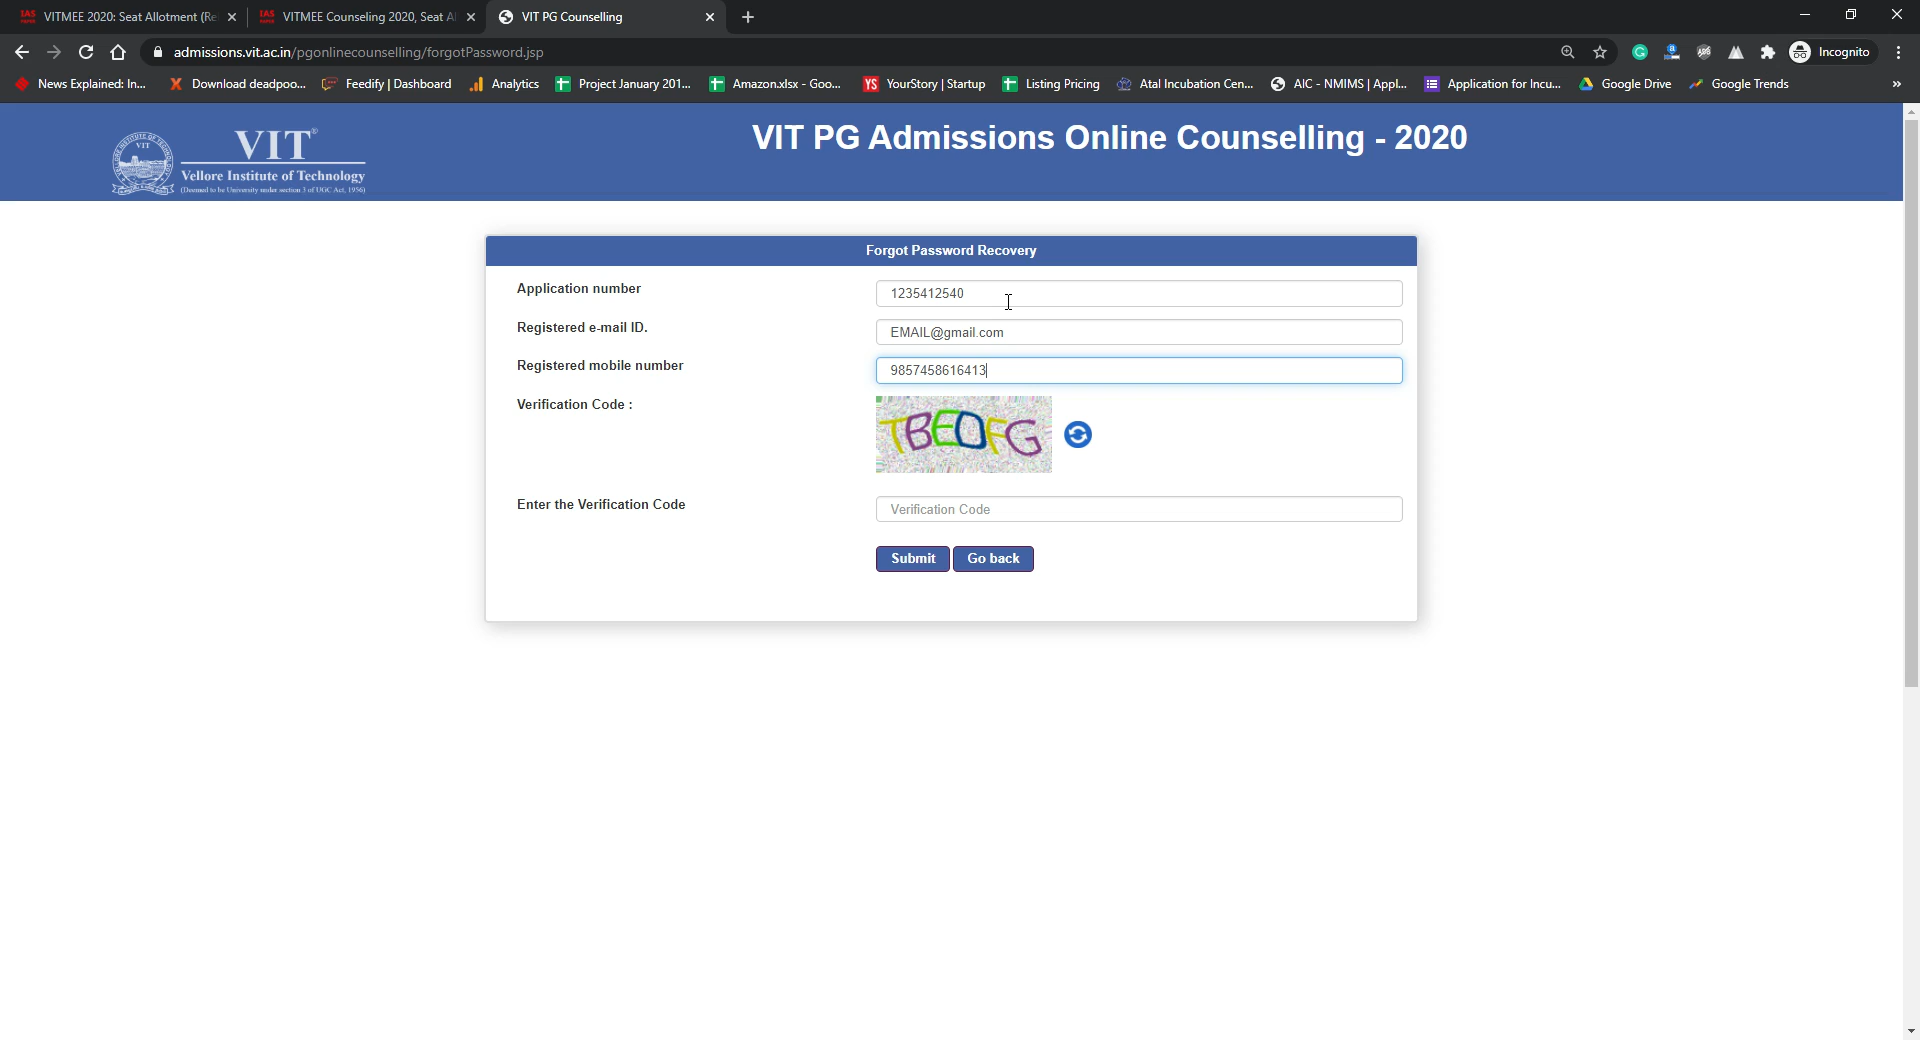 VITMEE 2020: Seat Allotment (Re
VITMEE Counseling 2020, Seat Al
VIT PG Counselling
admissions.vit.ac.in/pgonlinecounselling/forgotPassword.jsp
Incognito
News Explained: In...
Download deadpoo...
Feedify | Dashboard
Analytics
Project January 201...
Amazon.xlsx - Goo...
YS YourStory | Startup
Listing Pricing
Atal Incubation Cen...
AIC - NMIMS | Appl...
Application for Incu...
Google Drive
Google Trends
»
VIT®
Vellore Institute of Technology
(Deemed to be University under section 3 of UGC Act, 1956)
VIT PG Admissions Online Counselling - 2020
Forgot Password Recovery
Application number
1235412540
Registered e-mail ID.
EMAIL@gmail.com
Registered mobile number
9857458616413
Verification Code :
TBEOFG
Enter the Verification Code
Verification Code
Submit
Go back